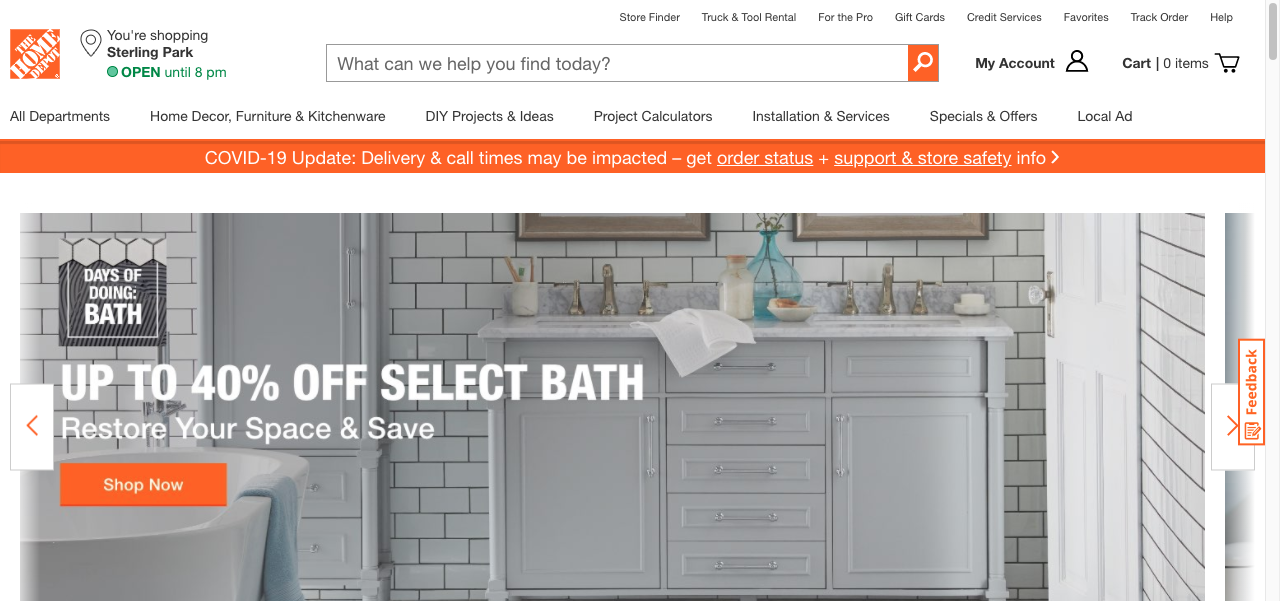 Store Finder Truck & Tool Rental For the Pro Gift Cards Credit Services Favorites Track Order Help
THE HOME DEPOT
You're shopping
Sterling Park
OPEN until 8 pm
What can we help you find today?
My Account
Cart | 0 items
All Departments Home Decor, Furniture & Kitchenware DIY Projects & Ideas Project Calculators Installation & Services Specials & Offers Local Ad
COVID-19 Update: Delivery & call times may be impacted – get order status + support & store safety info
DAYS OF
DOING:
BATH
UP TO 40% OFF SELECT BATH
Restore Your Space & Save
Shop Now
Feedback